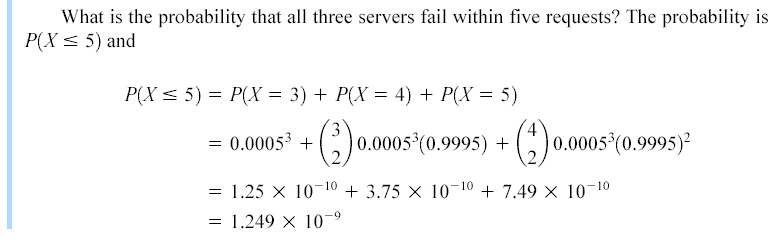 What is the probability that all three servers fail within five requests? The probability is
P(X ≤ 5) and
P(X ≤ 5) = P(X = 3) + P(X = 4) + P(X = 5)
= 0.0005³ + (3 2) 0.0005³(0.9995) + (4 2) 0.0005³(0.9995)²
= 1.25 × 10⁻¹⁰ + 3.75 × 10⁻¹⁰ + 7.49 × 10⁻¹⁰
= 1.249 × 10⁻⁹